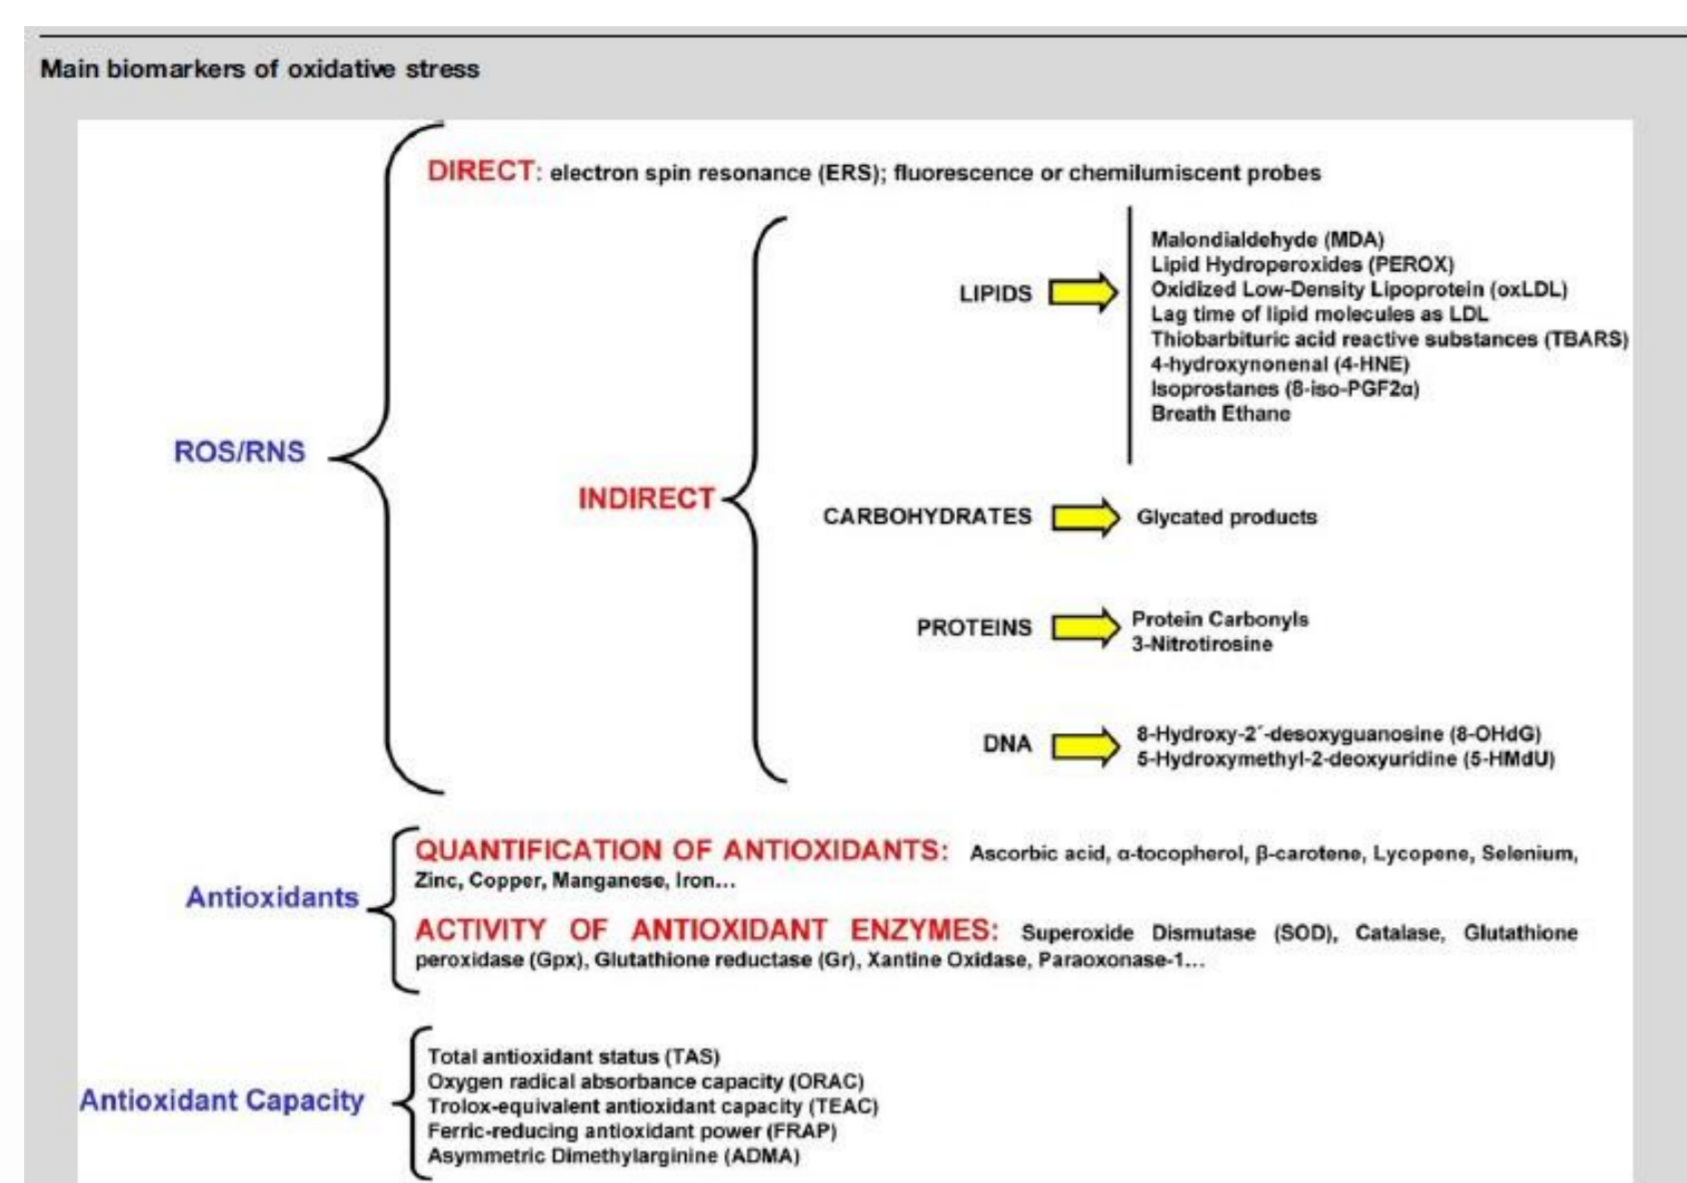 Main biomarkers of oxidative stress
DIRECT: electron spin resonance (ERS); fluorescence or chemilumiscent probes
ROS/RNS
INDIRECT
LIPIDS
Malondialdehyde (MDA)
Lipid Hydroperoxides (PEROX)
Oxidized Low-Density Lipoprotein (oxLDL)
Lag time of lipid molecules as LDL
Thiobarbituric acid reactive substances (TBARS)
4-hydroxynonenal (4-HNE)
Isoprostanes (8-iso-PGF2α)
Breath Ethane
CARBOHYDRATES
Glycated products
PROTEINS
Protein Carbonyls
3-Nitrotirosine
DNA
8-Hydroxy-2´-desoxyguanosine (8-OHdG)
5-Hydroxymethyl-2-deoxyuridine (5-HMdU)
Antioxidants
QUANTIFICATION OF ANTIOXIDANTS: Ascorbic acid, α-tocopherol, β-carotene, Lycopene, Selenium,
Zinc, Copper, Manganese, Iron...
ACTIVITY OF ANTIOXIDANT ENZYMES: Superoxide Dismutase (SOD), Catalase, Glutathione
peroxidase (Gpx), Glutathione reductase (Gr), Xantine Oxidase, Paraoxonase-1...
Antioxidant Capacity
Total antioxidant status (TAS)
Oxygen radical absorbance capacity (ORAC)
Trolox-equivalent antioxidant capacity (TEAC)
Ferric-reducing antioxidant power (FRAP)
Asymmetric Dimethylarginine (ADMA)